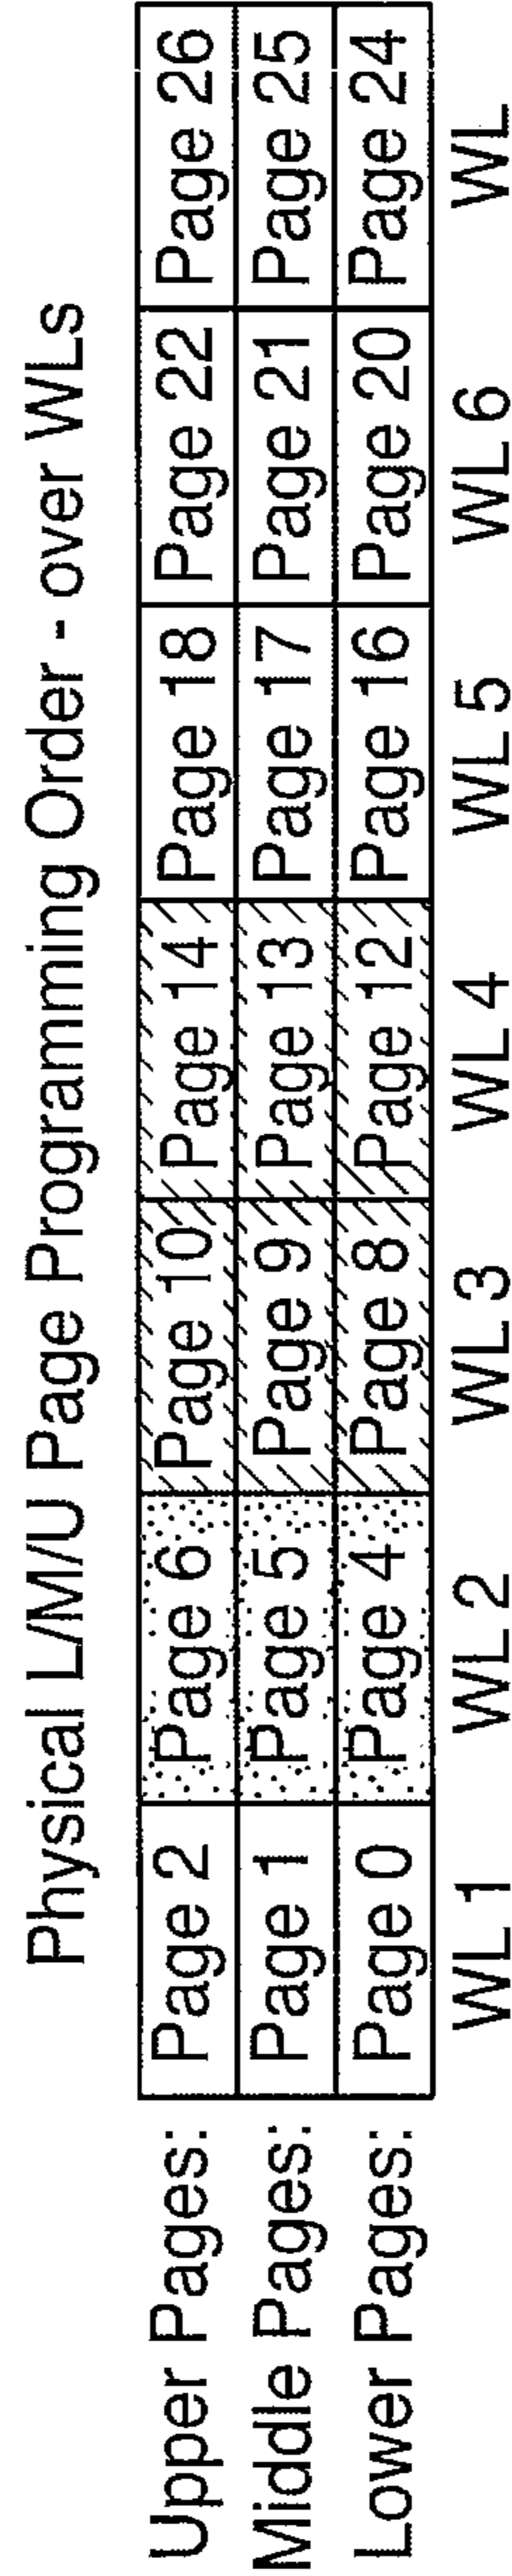 Physical L/M/U Page Programming Order - over WLs
Upper Pages: Page 2 Page 6 Page 10 Page 14 Page 18 Page 22 Page 26
Middle Pages: Page 1 Page 5 Page 9 Page 13 Page 17 Page 21 Page 25
Lower Pages: Page 0 Page 4 Page 8 Page 12 Page 16 Page 20 Page 24
WL 1 WL 2 WL 3 WL 4 WL 5 WL 6 WL